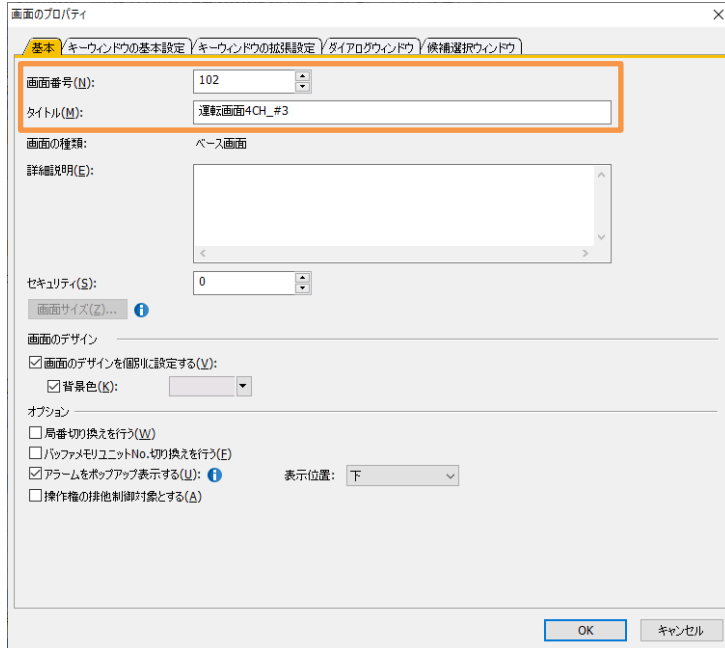 画面のプロパティ
基本 キーウィンドウの基本設定 キーウィンドウの拡張設定 ダイアログウィンドウ 候補選択ウィンドウ
画面番号(N): 102
タイトル(M): 運転画面4CH_#3
画面の種類: ベース画面
詳細説明(E):
セキュリティ(S): 0
画面サイズ(Z)...
画面のデザイン
画面のデザインを個別に設定する(V):
背景色(K):
オプション
局番切り換えを行う(W)
バッファメモリユニットNo.切り換えを行う(F)
アラームをポップアップ表示する(U): 表示位置: 下
操作権の排他制御対象とする(A)
OK キャンセル